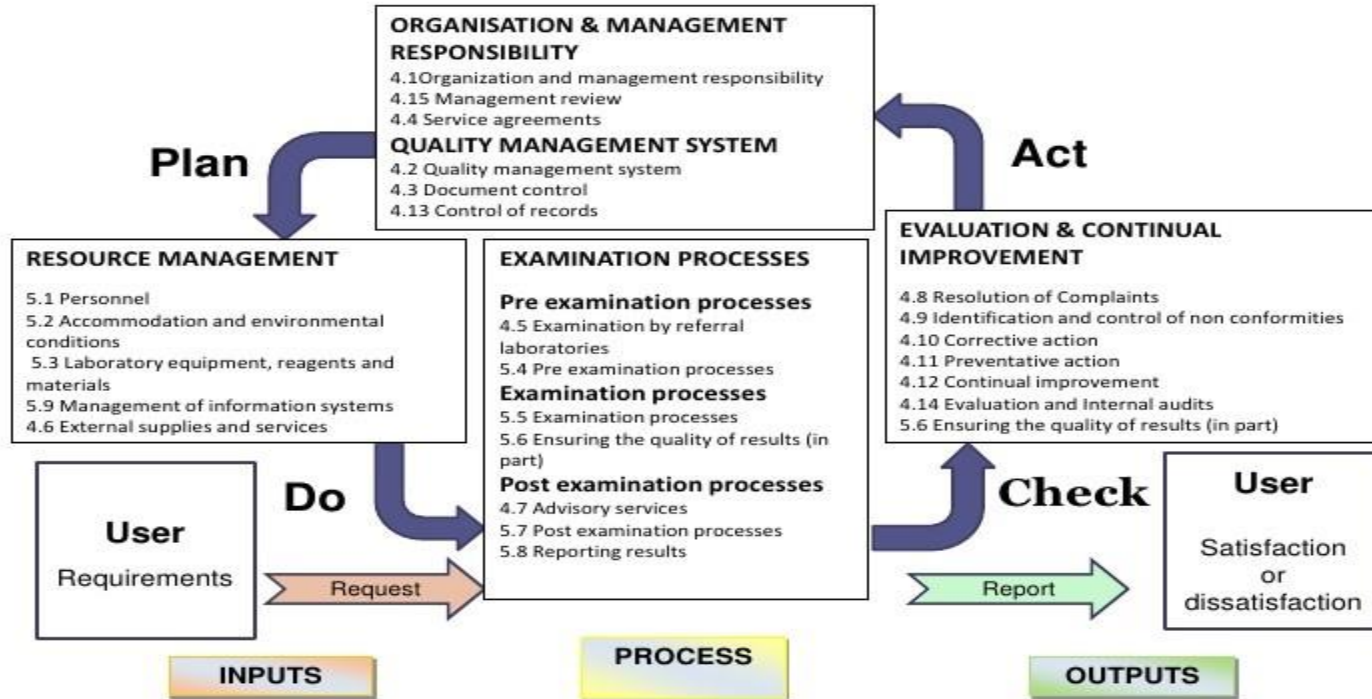 ORGANISATION & MANAGEMENT
RESPONSIBILITY
4.1Organization and management responsibility
4.15 Management review
4.4 Service agreements
QUALITY MANAGEMENT SYSTEM
4.2 Quality management system
4.3 Document control
4.13 Control of records
Plan
Act
RESOURCE MANAGEMENT
5.1 Personnel
5.2 Accommodation and environmental
conditions
5.3 Laboratory equipment, reagents and
materials
5.9 Management of information systems
4.6 External supplies and services
EXAMINATION PROCESSES
Pre examination processes
4.5 Examination by referral
laboratories
5.4 Pre examination processes
Examination processes
5.5 Examination processes
5.6 Ensuring the quality of results (in
part)
Post examination processes
4.7 Advisory services
5.7 Post examination processes
5.8 Reporting results
EVALUATION & CONTINUAL
IMPROVEMENT
4.8 Resolution of Complaints
4.9 Identification and control of non conformities
4.10 Corrective action
4.11 Preventative action
4.12 Continual improvement
4.14 Evaluation and Internal audits
5.6 Ensuring the quality of results (in part)
User
Requirements
Do
Request
Check
Report
User
Satisfaction
or
dissatisfaction
INPUTS
PROCESS
OUTPUTS